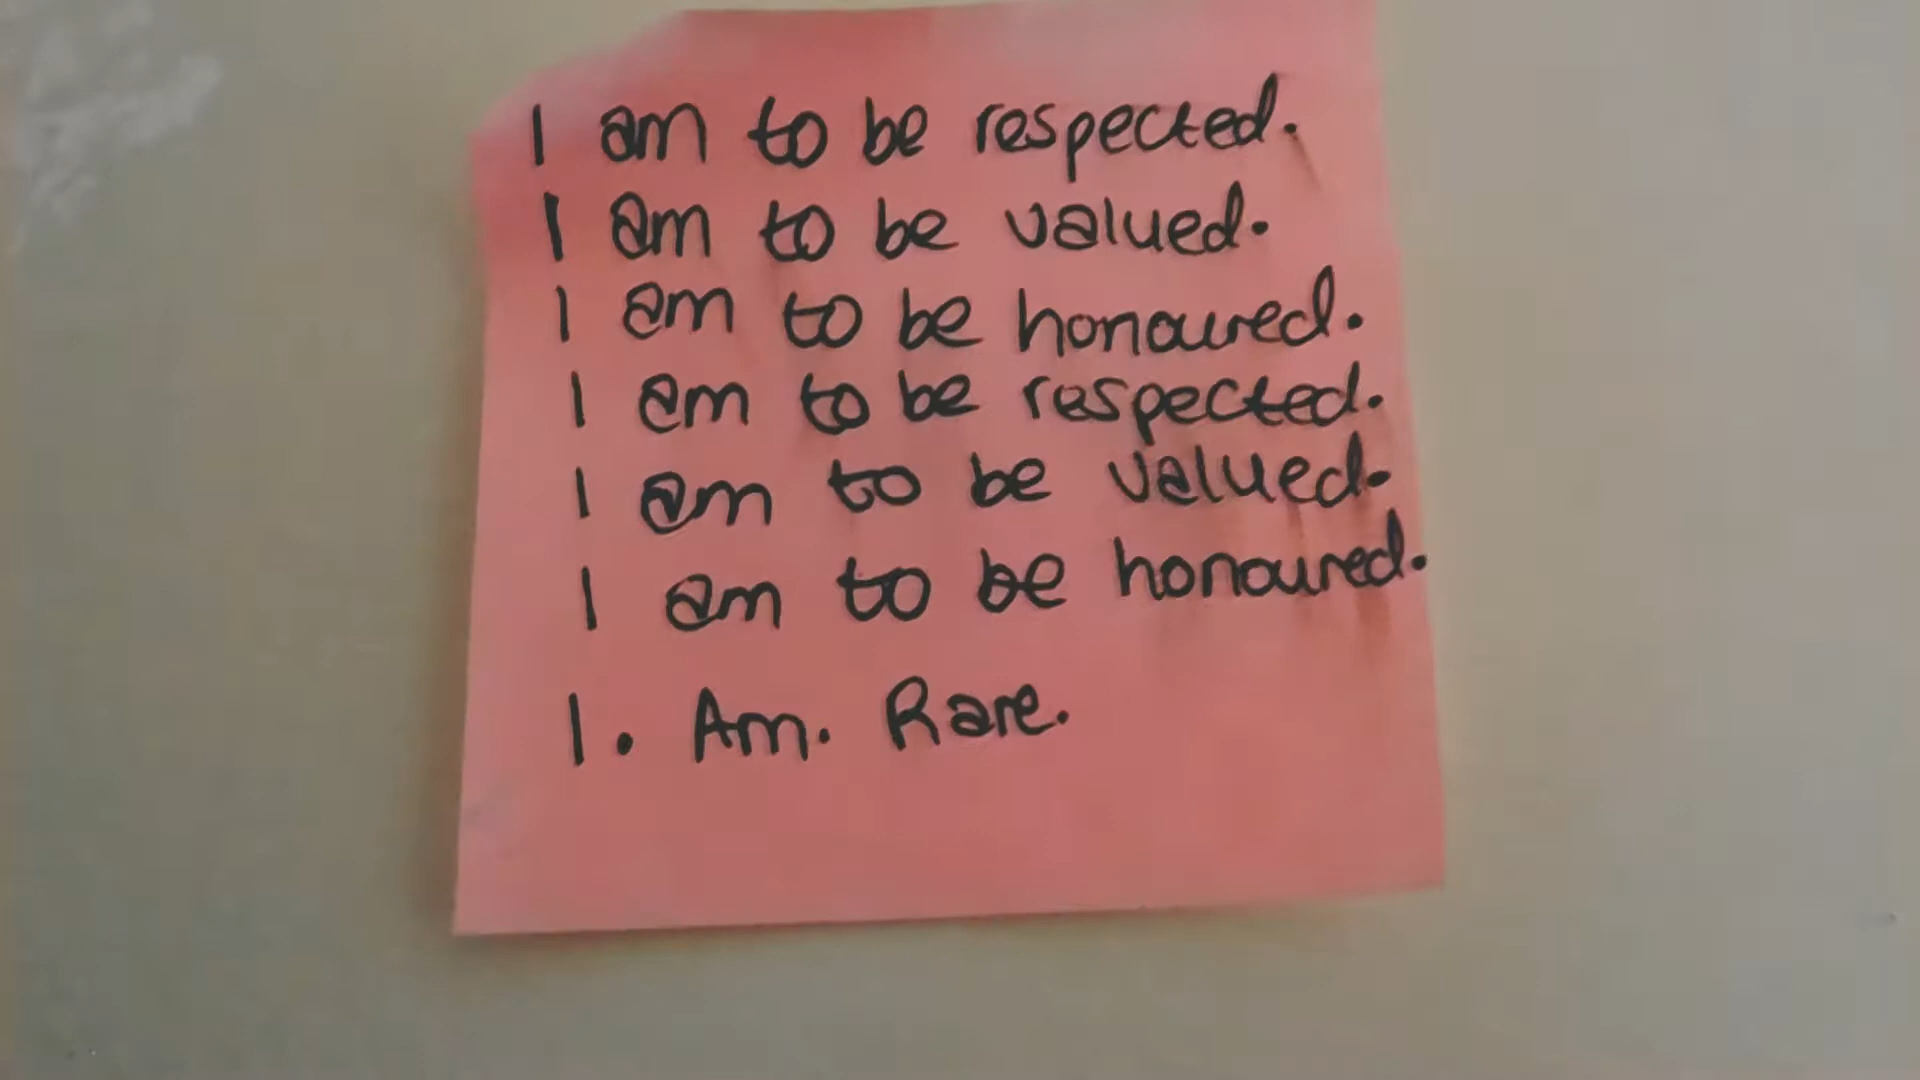 I am to be respected.
I am to be valued.
I am to be honoured.
I am to be respected.
I am to be valued.
I am to be honoured.
I. Am. Rare.